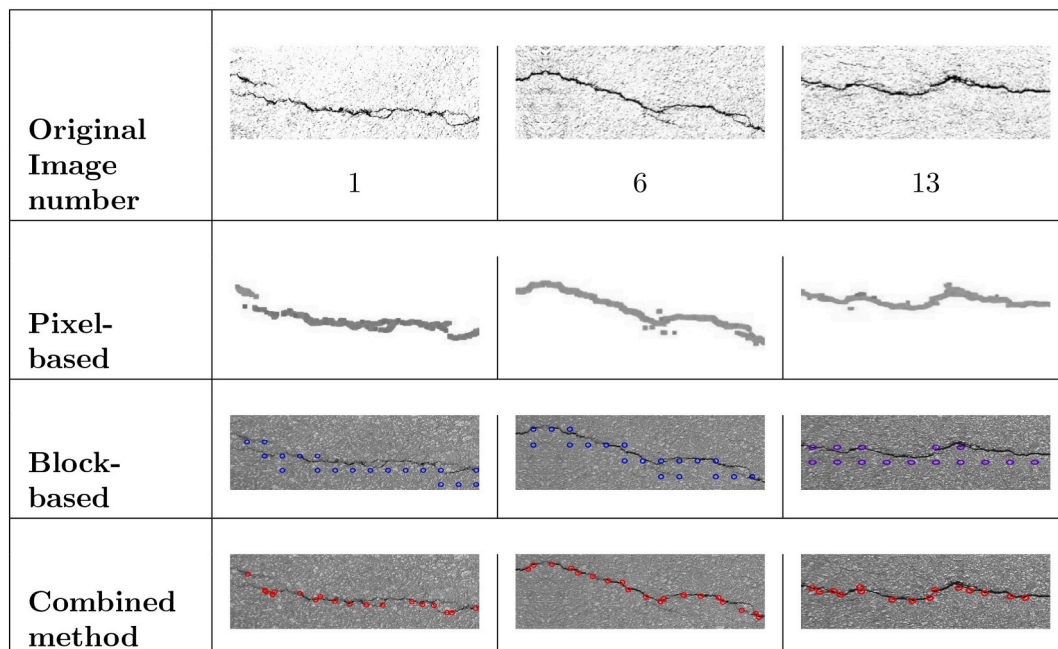 Original
Image
number
1
6
13
Pixel-
based
Block-
based
Combined
method